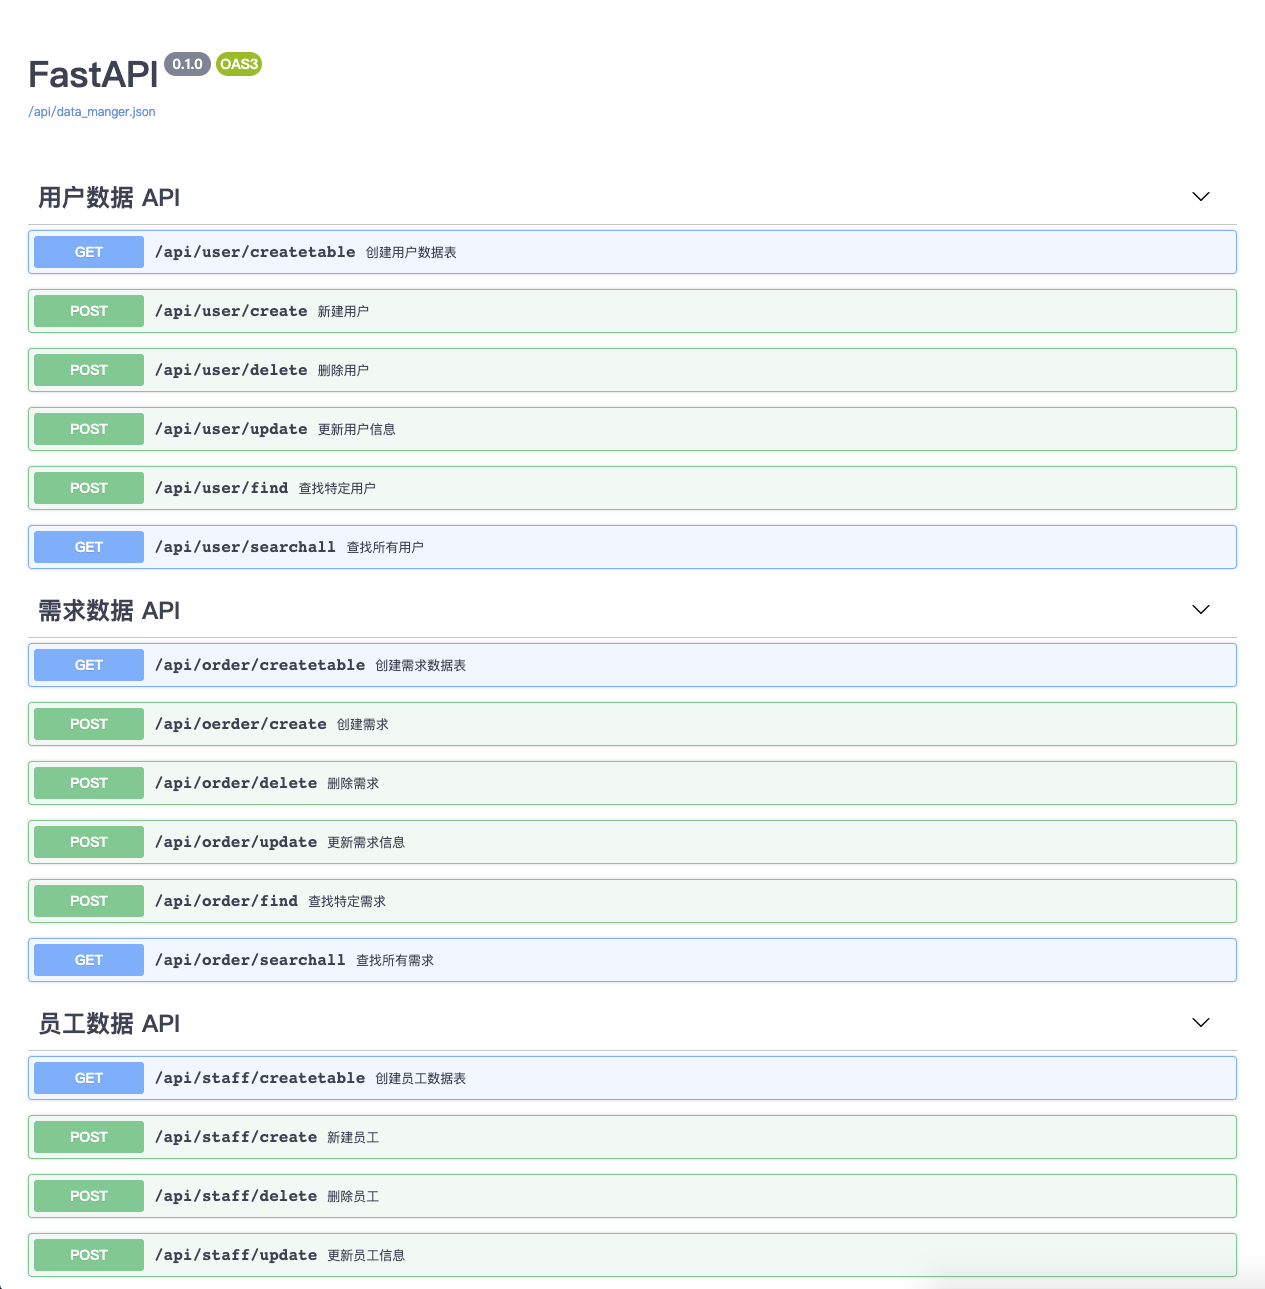 FastAPI 0.1.0 OAS3
/api/data_manger.json
用户数据 API
GET /api/user/createtable 创建用户数据表
POST /api/user/create 新建用户
POST /api/user/delete 删除用户
POST /api/user/update 更新用户信息
POST /api/user/find 查找特定用户
GET /api/user/searchall 查找所有用户
需求数据 API
GET /api/order/createtable 创建需求数据表
POST /api/oerder/create 创建需求
POST /api/order/delete 删除需求
POST /api/order/update 更新需求信息
POST /api/order/find 查找特定需求
GET /api/order/searchall 查找所有需求
员工数据 API
GET /api/staff/createtable 创建员工数据表
POST /api/staff/create 新建员工
POST /api/staff/delete 删除员工
POST /api/staff/update 更新员工信息